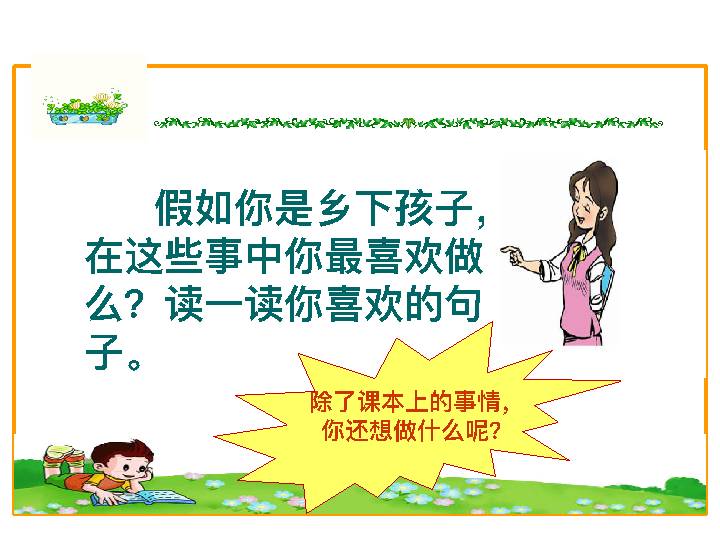 假如你是乡下孩子，
在这些事中你最喜欢做
么？读一读你喜欢的句
子。
除了课本上的事情，
你还想做什么呢？